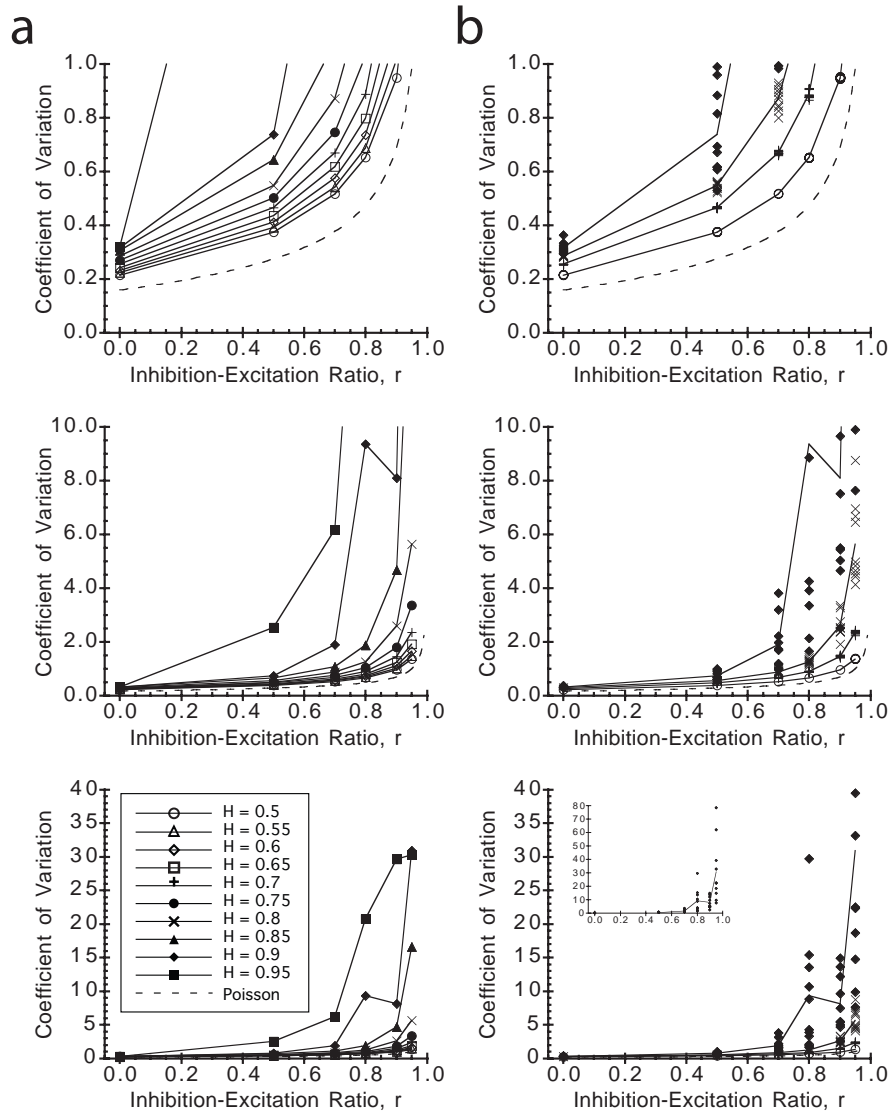 a
b
1.0
0.8
0.6
0.4
0.2
0.0
Coefficient of Variation
0.0 0.2 0.4 0.6 0.8 1.0
Inhibition-Excitation Ratio, r
1.0
0.8
0.6
0.4
0.2
0.0
Coefficient of Variation
0.0 0.2 0.4 0.6 0.8 1.0
Inhibition-Excitation Ratio, r
10.0
8.0
6.0
4.0
2.0
0.0
Coefficient of Variation
0.0 0.2 0.4 0.6 0.8 1.0
Inhibition-Excitation Ratio, r
10.0
8.0
6.0
4.0
2.0
0.0
Coefficient of Variation
0.0 0.2 0.4 0.6 0.8 1.0
Inhibition-Excitation Ratio, r
40
35
30
25
20
15
10
5
0
Coefficient of Variation
H = 0.5
H = 0.55
H = 0.6
H = 0.65
H = 0.7
H = 0.75
H = 0.8
H = 0.85
H = 0.9
H = 0.95
Poisson
0.0 0.2 0.4 0.6 0.8 1.0
Inhibition-Excitation Ratio, r
40
35
30
25
20
15
10
5
0
Coefficient of Variation
80
70
60
50
40
30
20
10
0
0.0 0.2 0.4 0.6 0.8 1.0
0.0 0.2 0.4 0.6 0.8 1.0
Inhibition-Excitation Ratio, r